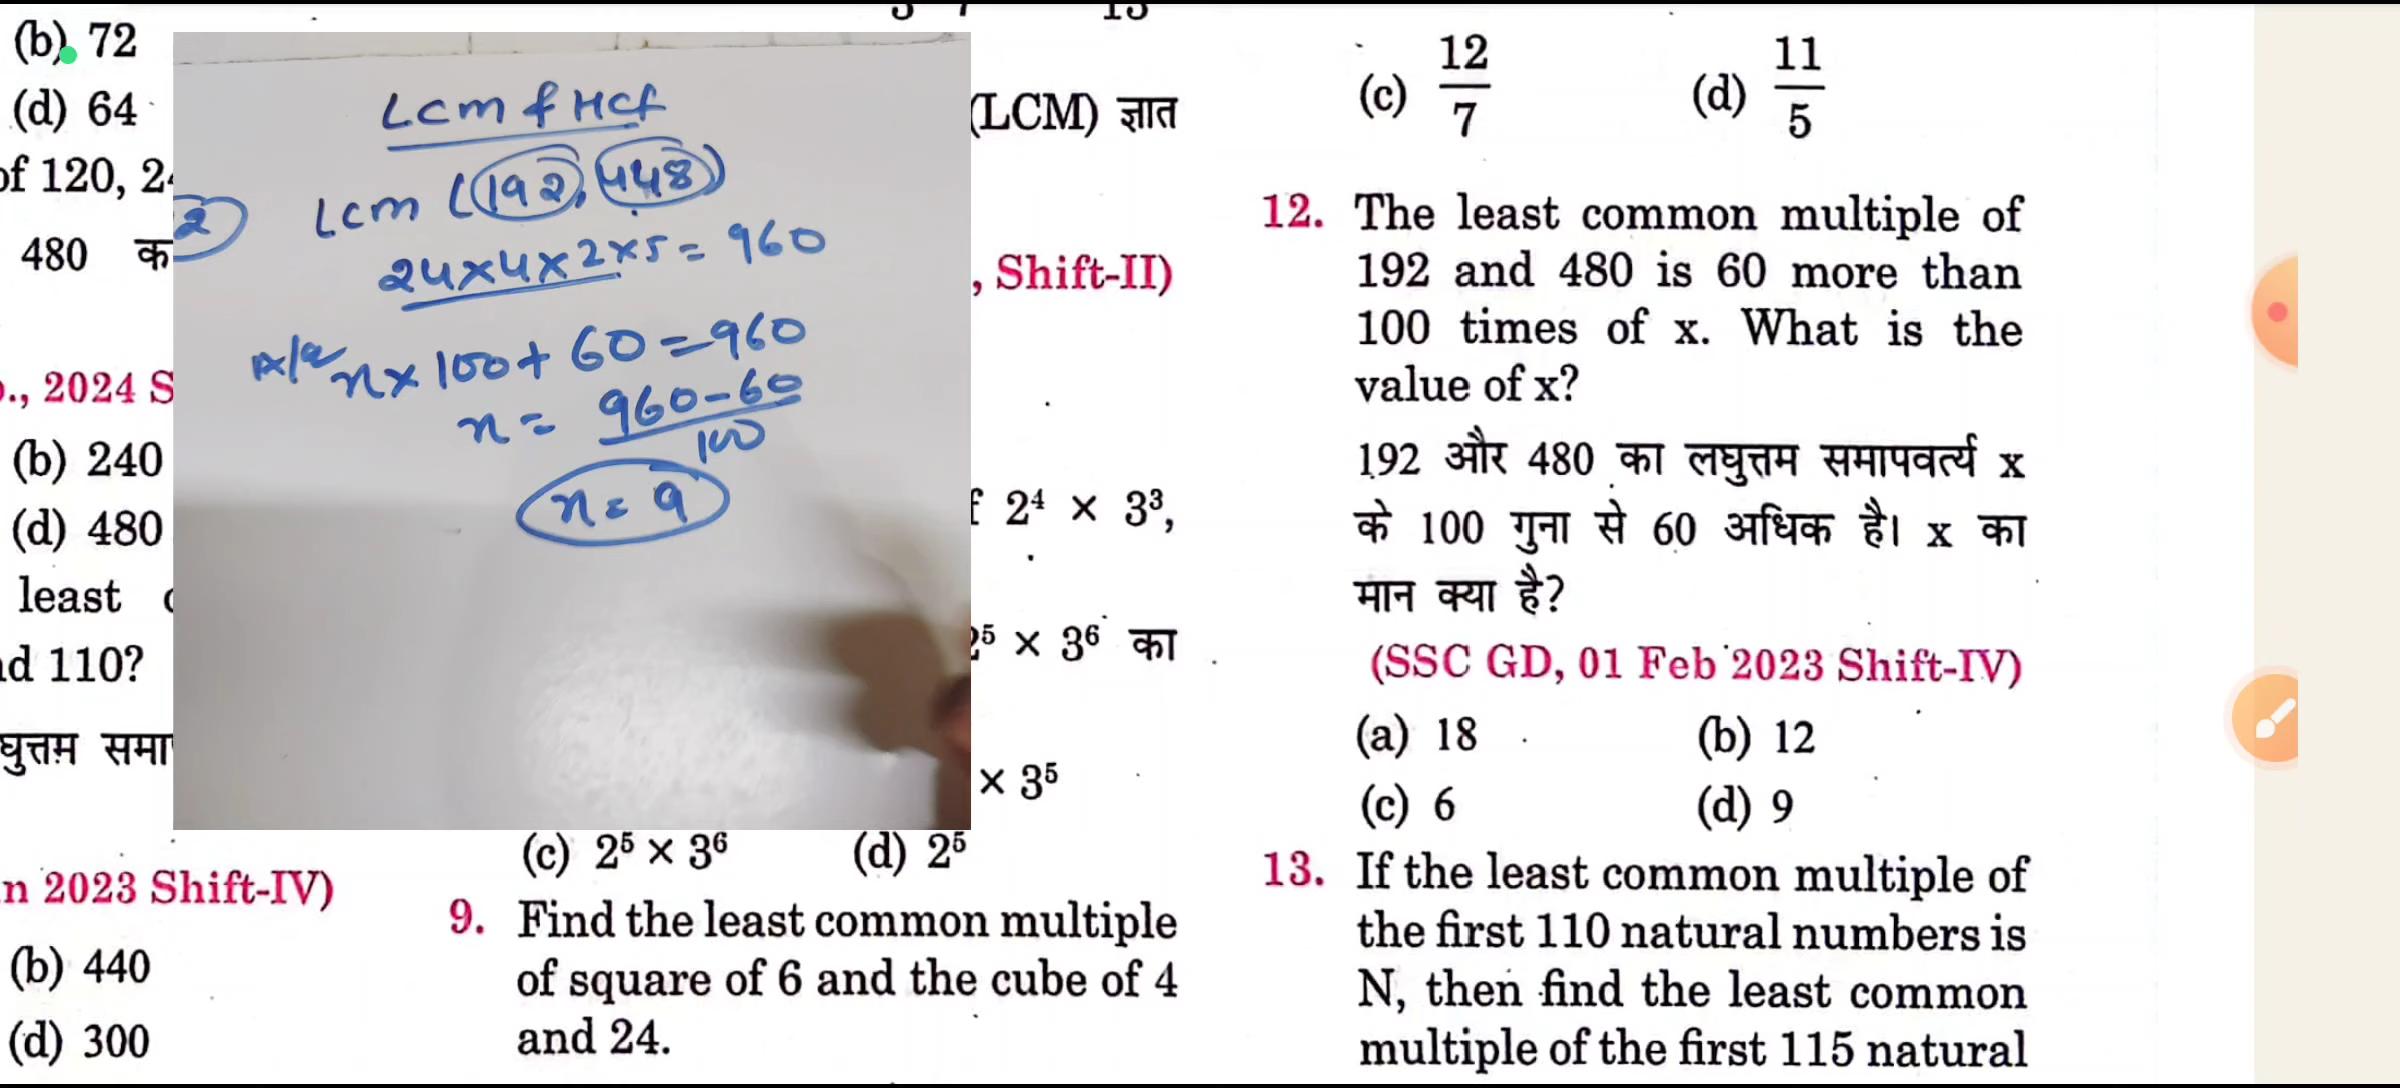 (b) 72
(d) 64
of 120, 2
480 क
2024 S
(b) 240
(d) 480
least
d 110?
घुत्तम समा
n 2023 Shift-IV)
(b) 440
(d) 300
Lcm & HCf
2
Lcm (192, 448)
24x4x2x5 = 960
n x 100 + 60 = 960
n = 960-60
100
n = 9
(LCM) ज्ञात
, Shift-II)
2⁴ × 3³,
⁵ × 3⁶ का
× 3⁵
(c) 2⁵ × 3⁶ (d) 2⁵
9. Find the least common multiple
of square of 6 and the cube of 4
and 24.
(c) 12/7 (d) 11/5
12. The least common multiple of
192 and 480 is 60 more than
100 times of x. What is the
value of x?
192 और 480 का लघुत्तम समापवर्त्य x
के 100 गुना से 60 अधिक है। x का
मान क्या है?
(SSC GD, 01 Feb 2023 Shift-IV)
(a) 18 (b) 12
(c) 6 (d) 9
13. If the least common multiple of
the first 110 natural numbers is
N, then find the least common
multiple of the first 115 natural